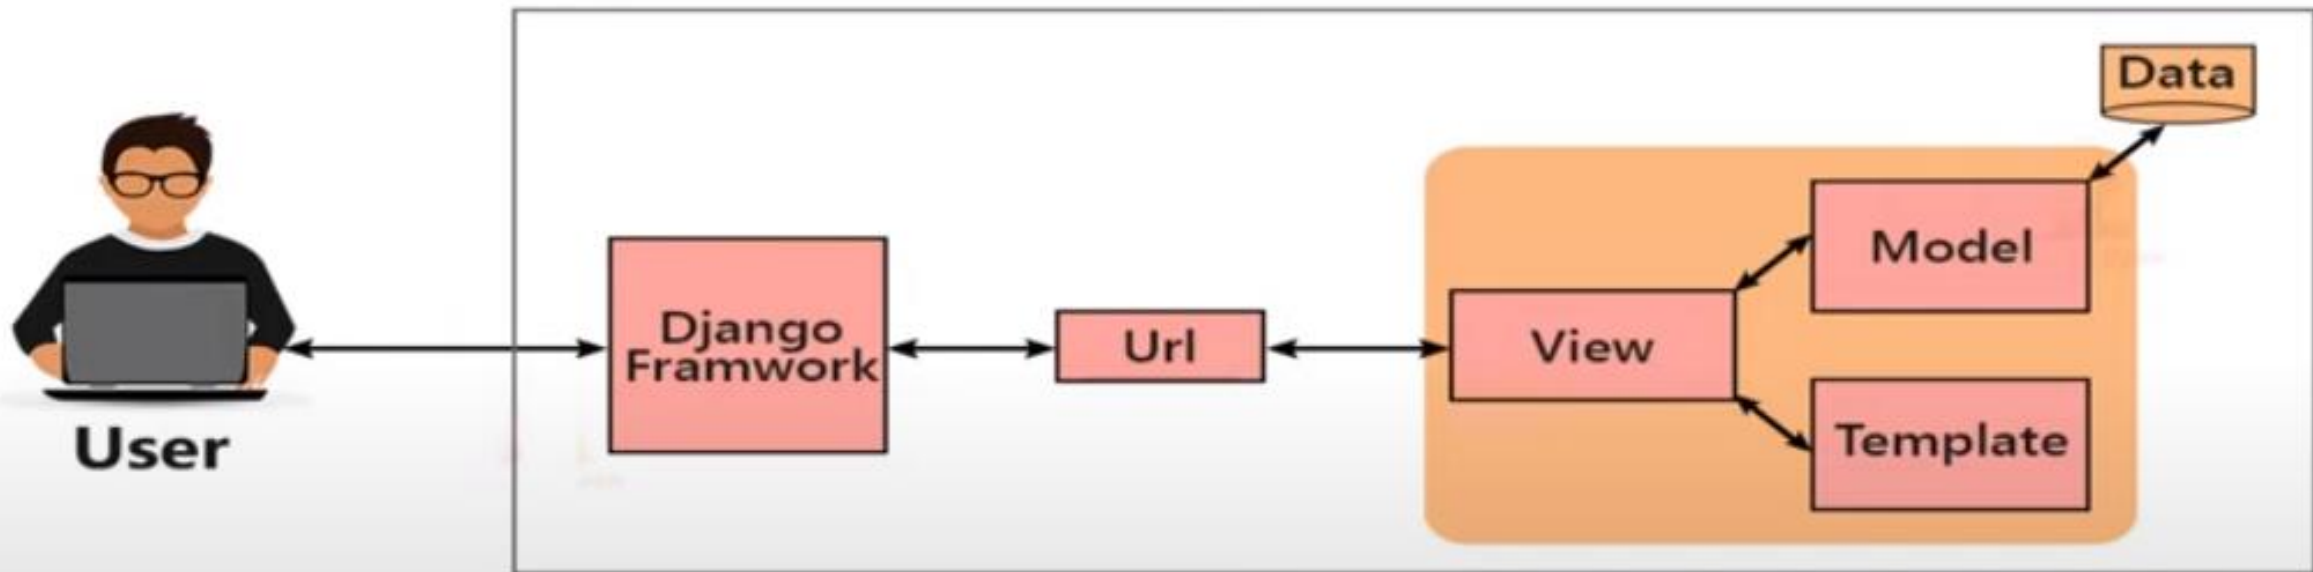 Data
Model
Django
Framwork
Url
View
Template
User